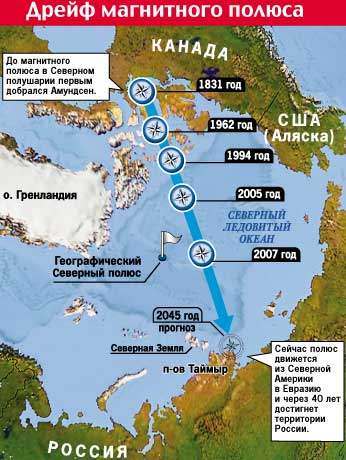 Дрейф магнитного полюса
КАНАДА
До магнитного
полюса в Северном
полушарии первым
добрался Амундсен.
1831 год
США
(Аляска)
1962 год
1994 год
о. Гренландия
2005 год
СЕВЕРНЫЙ
ЛЕДОВИТЫЙ
ОКЕАН
2007 год
Географический
Северный полюс
2045 год
прогноз
Северная Земля
п-ов Таймыр
Сейчас полюс
движется
из Северной
Америки
в Евразию
и через 40 лет
достигнет
территории
России.
РОССИЯ